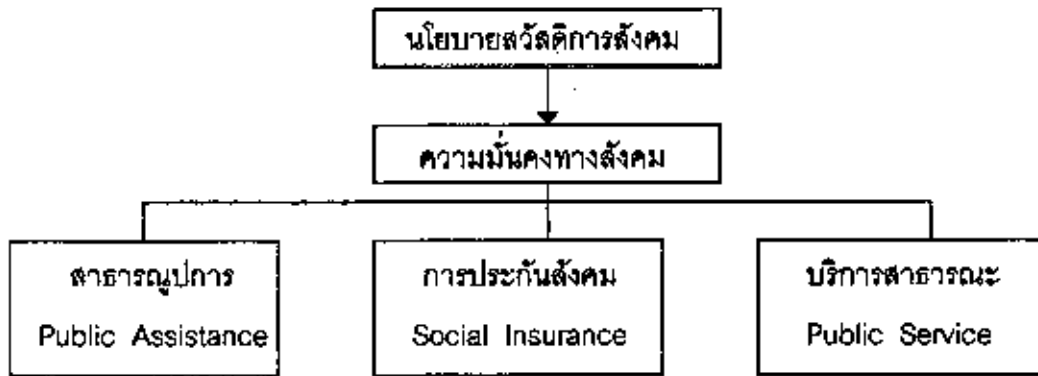 นโยบายสวัสดิการสังคม
ความมั่นคงทางสังคม
สาธารณูปการ
Public Assistance
การประกันสังคม
Social Insurance
บริการสาธารณะ
Public Service